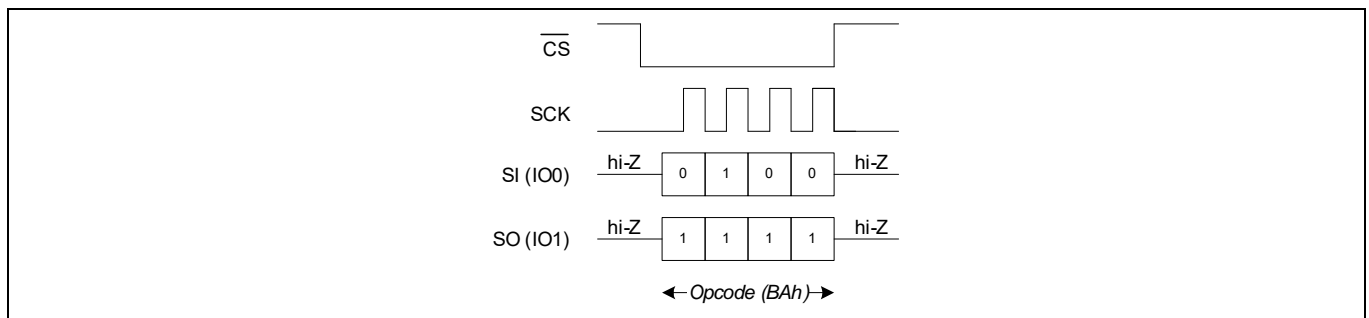 CS
SCK
SI (IO0) hi-Z 0 1 0 0 hi-Z
SO (IO1) hi-Z 1 1 1 1 hi-Z
Opcode (BAh)